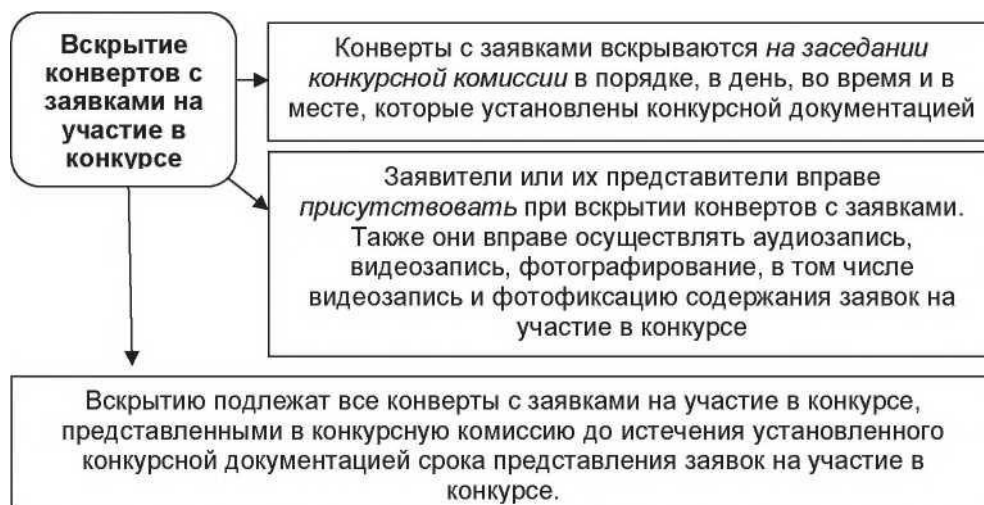 Вскрытие
конвертов с
заявками на
участие в
конкурсе
Конверты с заявками вскрываются на заседании
конкурсной комиссии в порядке, в день, во время и в
месте, которые установлены конкурсной документацией
Заявители или их представители вправе
присутствовать при вскрытии конвертов с заявками.
Также они вправе осуществлять аудиозапись,
видеозапись, фотографирование, в том числе
видеозапись и фотофиксацию содержания заявок на
участие в конкурсе
Вскрытию подлежат все конверты с заявками на участие в конкурсе,
представленными в конкурсную комиссию до истечения установленного
конкурсной документацией срока представления заявок на участие в
конкурсе.